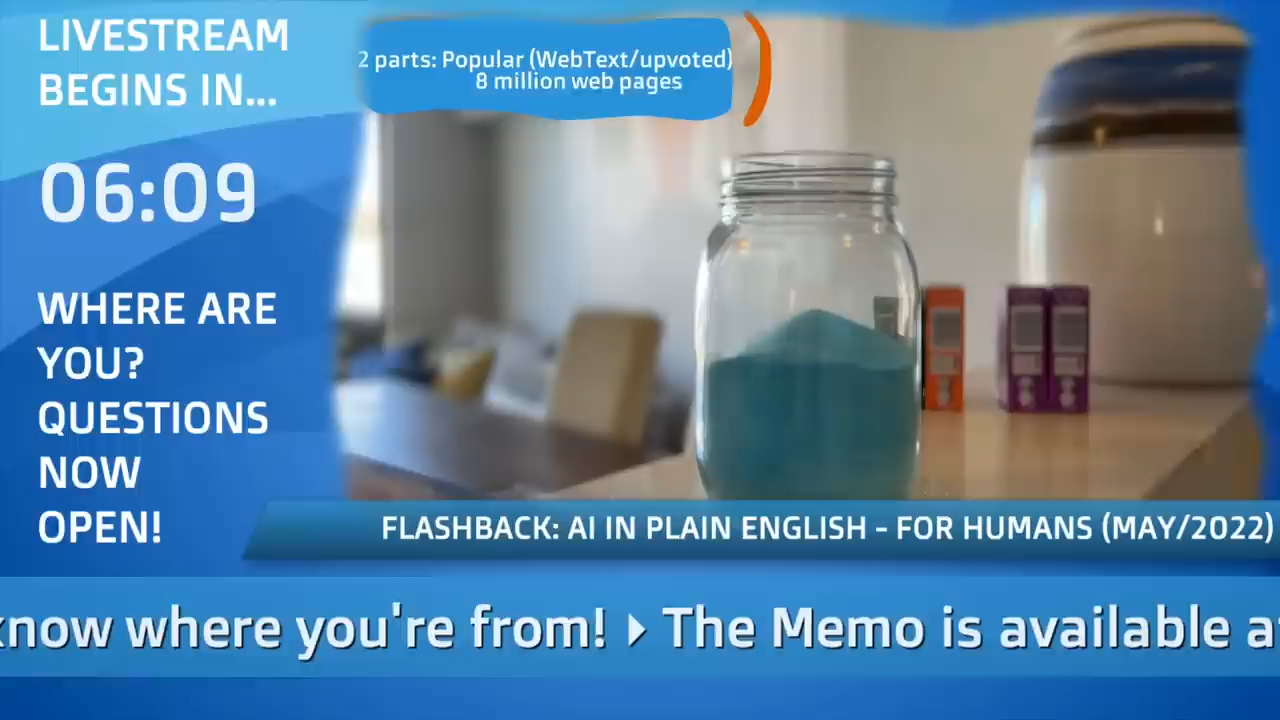 LIVESTREAM
BEGINS IN...
06:09
WHERE ARE
YOU?
QUESTIONS
NOW
OPEN!
2 parts: Popular (WebText/upvoted)
8 million web pages
FLASHBACK: AI IN PLAIN ENGLISH – FOR HUMANS (MAY/2022)
know where you're from! ▸ The Memo is available at